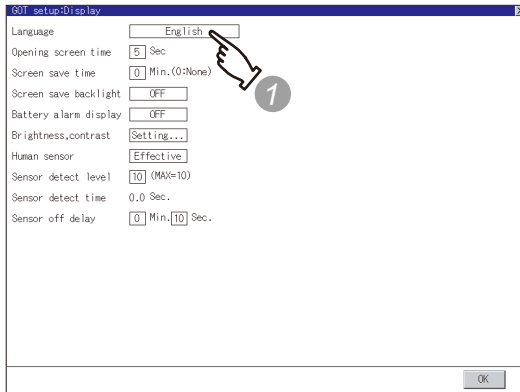 GOT setup:Display
Language English
Opening screen time 5 Sec
Screen save time 0 Min.(0:None)
Screen save backlight OFF
Battery alarm display OFF
Brightness,contrast Setting...
Human sensor Effective
Sensor detect level 10 (MAX=10)
Sensor detect time 0.0 Sec.
Sensor off delay 0 Min. 10 Sec.
1
OK